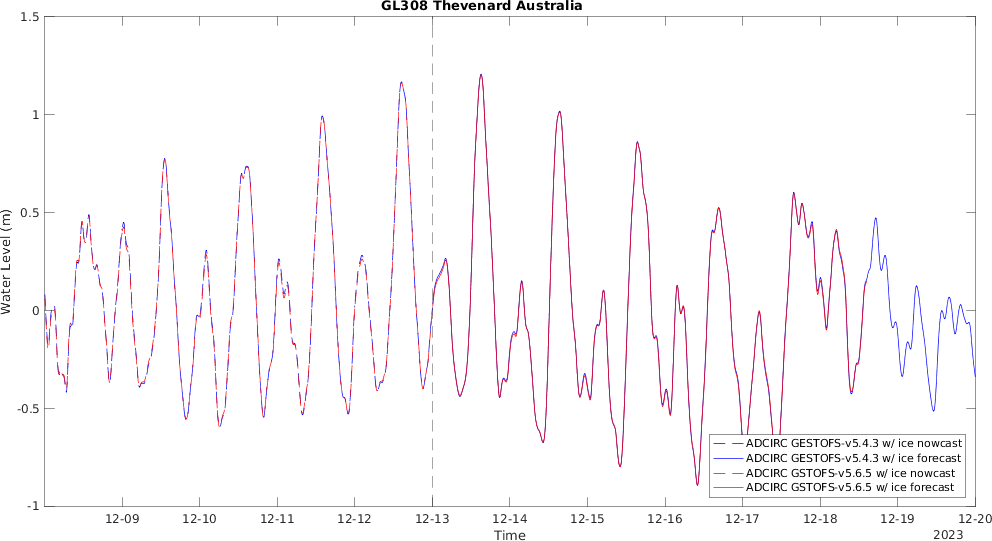 GL308 Thevenard Australia
Water Level (m)
1.5
1
0.5
0
-0.5
-1
ADCIRC GESTOFS-v5.4.3 w/ ice nowcast
ADCIRC GESTOFS-v5.4.3 w/ ice forecast
ADCIRC GSTOFS-v5.6.5 w/ ice nowcast
ADCIRC GSTOFS-v5.6.5 w/ ice forecast
12-09 12-10 12-11 12-12 12-13 12-14 12-15 12-16 12-17 12-18 12-19 12-20
Time
2023